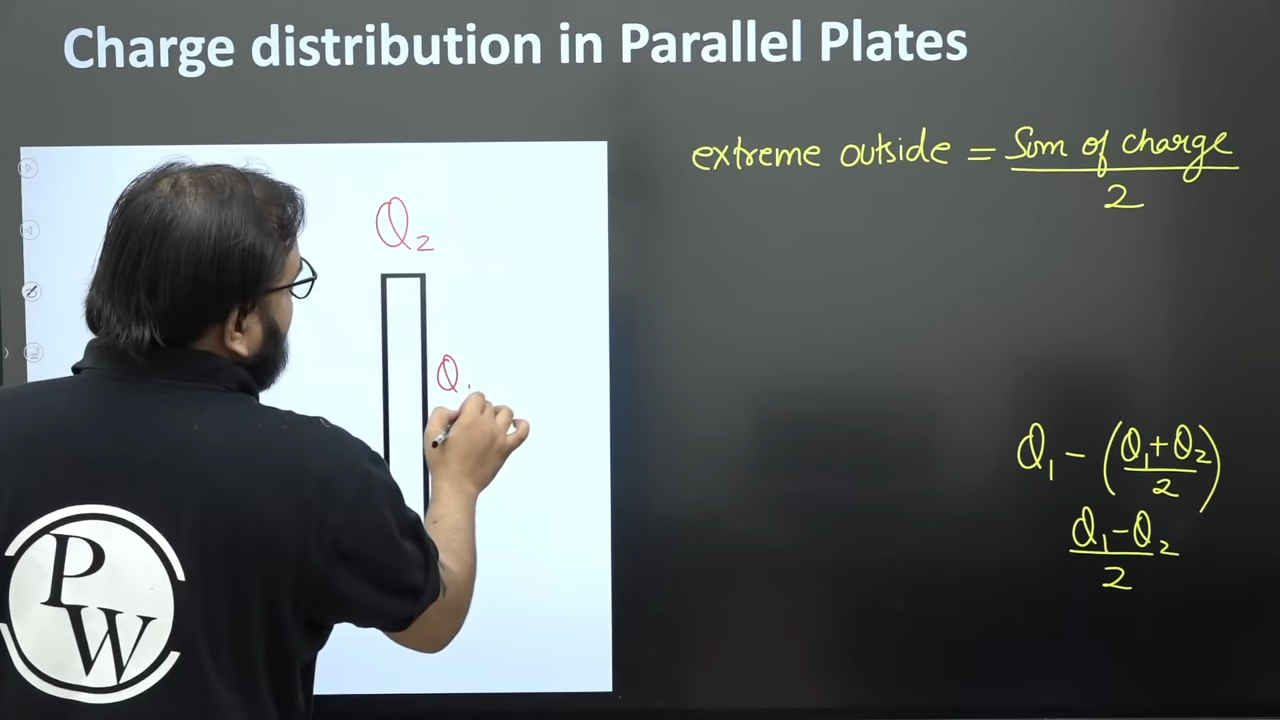 Charge distribution in Parallel Plates
extreme outside = Sum of charge / 2
Q₂
Q
Q₁ - (Q₁+Q₂ / 2)
Q₁-Q₂ / 2
PW